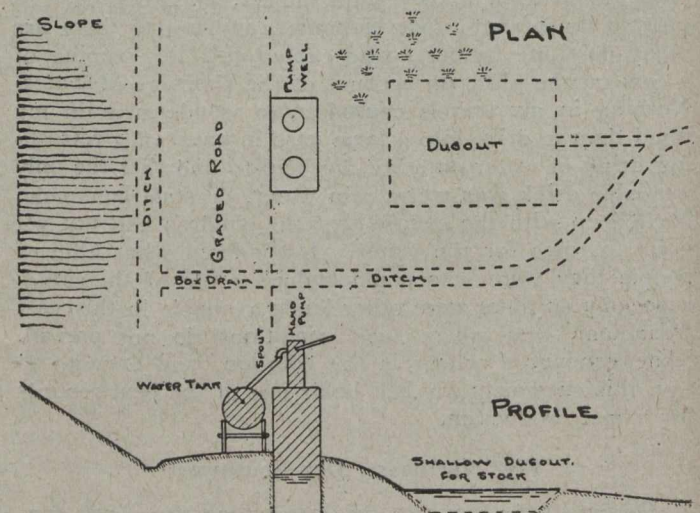 SLOPE
PLAN
PUMP
WELL
DITCH
GRADED ROAD
DUGOUT
BOX DRAIN
DITCH
SPOUT
HAND
PUMP
WATER TANK
PROFILE
SHALLOW DUGOUT.
FOR STOCK